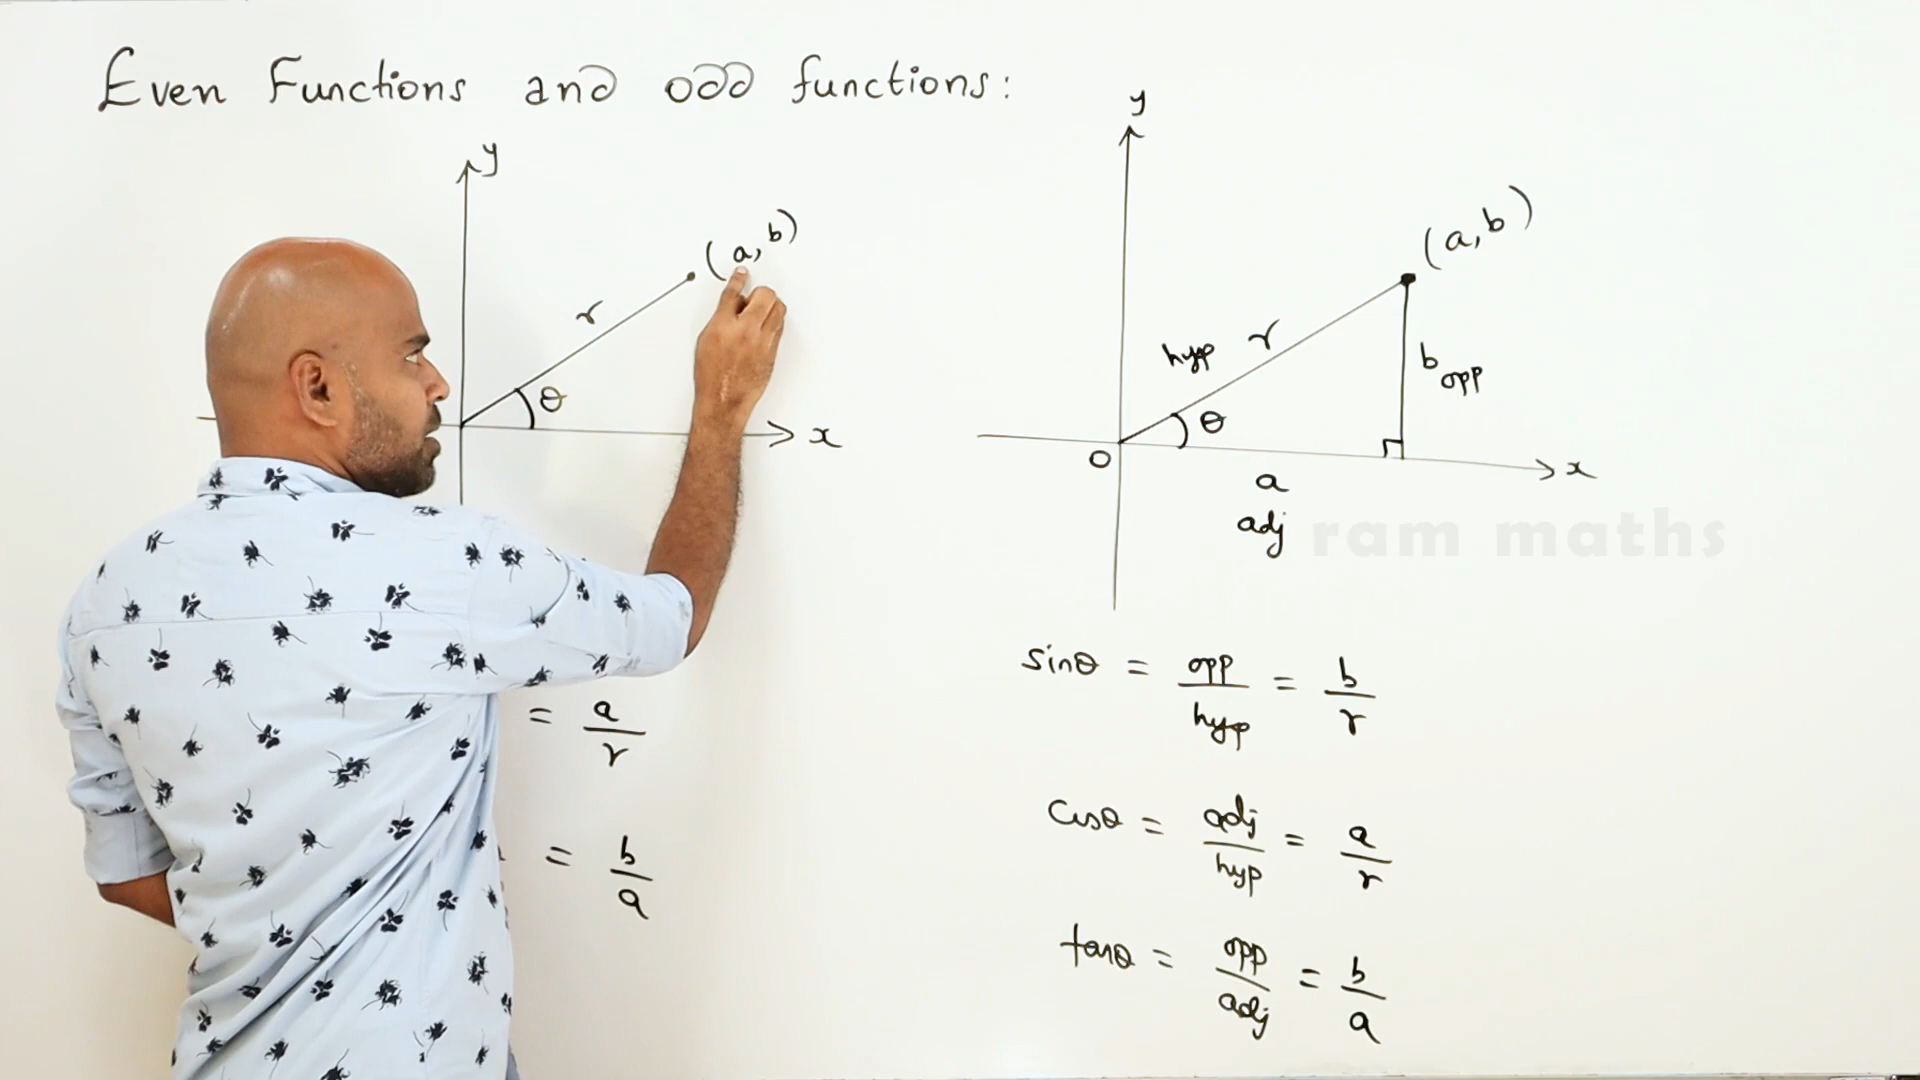 Even Functions and odd functions:
y
(a, b)
r
θ
x
= a/r
= b/a
y
(a, b)
hyp r
b opp
θ
O
x
a
adj
ram maths
sinθ = opp/hyp = b/r
cosθ = adj/hyp = a/r
tanθ = opp/adj = b/a